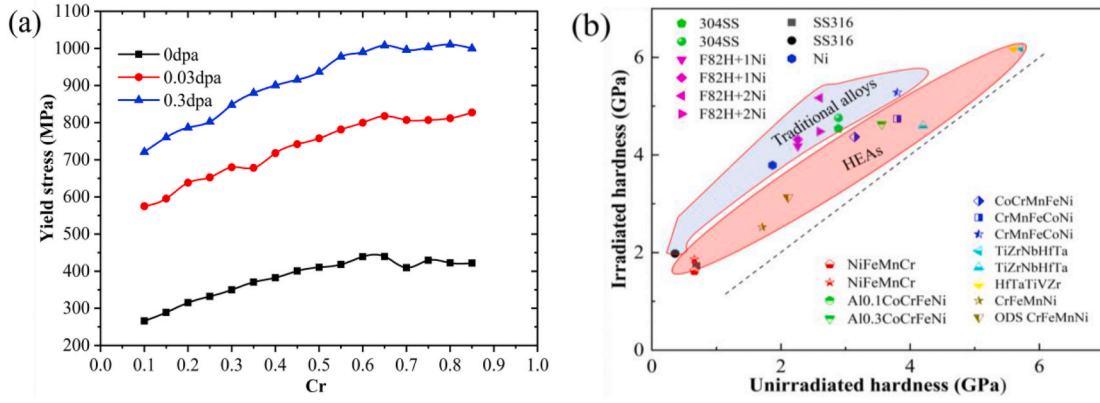 (a)
Yield stress (MPa)
1100
1000
900
800
700
600
500
400
300
200
0dpa
0.03dpa
0.3dpa
0.0 0.1 0.2 0.3 0.4 0.5 0.6 0.7 0.8 0.9 1.0
Cr
(b)
Irradiated hardness (GPa)
6
4
2
0
304SS
304SS
F82H+1Ni
F82H+1Ni
F82H+2Ni
F82H+2Ni
SS316
SS316
Ni
Traditional alloys
HEAs
NiFeMnCr
NiFeMnCr
Al0.1CoCrFeNi
Al0.3CoCrFeNi
CoCrMnFeNi
CrMnFeCoNi
CrMnFeCoNi
TiZrNbHfTa
TiZrNbHfTa
HfTaTiVZr
CrFeMnNi
ODS CrFeMnNi
0 2 4 6
Unirradiated hardness (GPa)